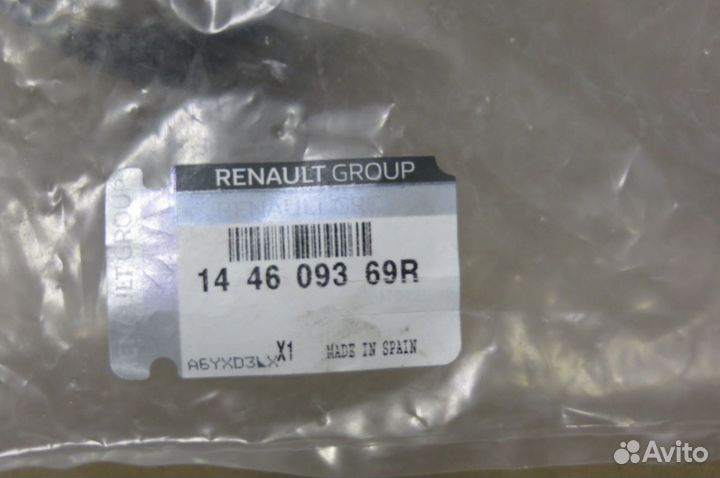 RENAULT GROUP
14 46 093 69R
A6YXD3LX X1 MADE IN SPAIN
Avito